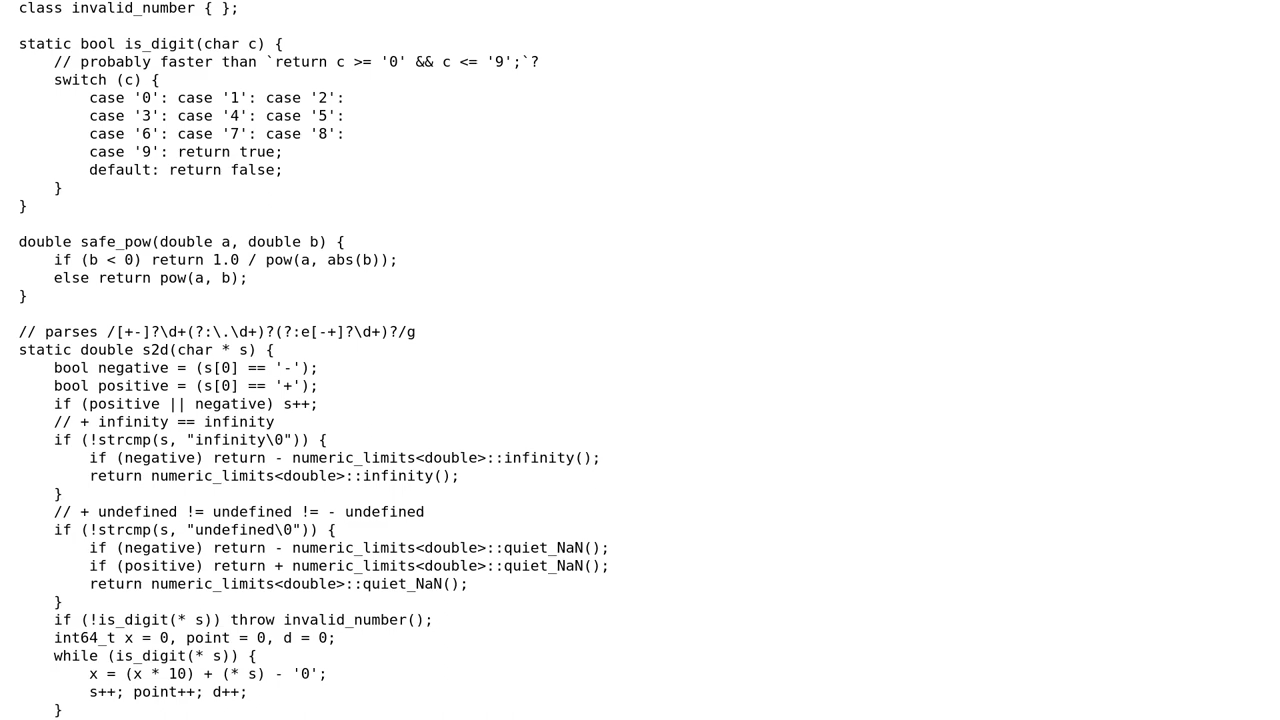 class invalid_number { };

static bool is_digit(char c) {
    // probably faster than `return c >= '0' && c <= '9';`?
    switch (c) {
        case '0': case '1': case '2':
        case '3': case '4': case '5':
        case '6': case '7': case '8':
        case '9': return true;
        default: return false;
    }
}

double safe_pow(double a, double b) {
    if (b < 0) return 1.0 / pow(a, abs(b));
    else return pow(a, b);
}

// parses /[+-]?\d+(?:\.\d+)?(?:e[-+]?\d+)?/g
static double s2d(char * s) {
    bool negative = (s[0] == '-');
    bool positive = (s[0] == '+');
    if (positive || negative) s++;
    // + infinity == infinity
    if (!strcmp(s, "infinity\0")) {
        if (negative) return - numeric_limits<double>::infinity();
        return numeric_limits<double>::infinity();
    }
    // + undefined != undefined != - undefined
    if (!strcmp(s, "undefined\0")) {
        if (negative) return - numeric_limits<double>::quiet_NaN();
        if (positive) return + numeric_limits<double>::quiet_NaN();
        return numeric_limits<double>::quiet_NaN();
    }
    if (!is_digit(* s)) throw invalid_number();
    int64_t x = 0, point = 0, d = 0;
    while (is_digit(* s)) {
        x = (x * 10) + (* s) - '0';
        s++; point++; d++;
    }